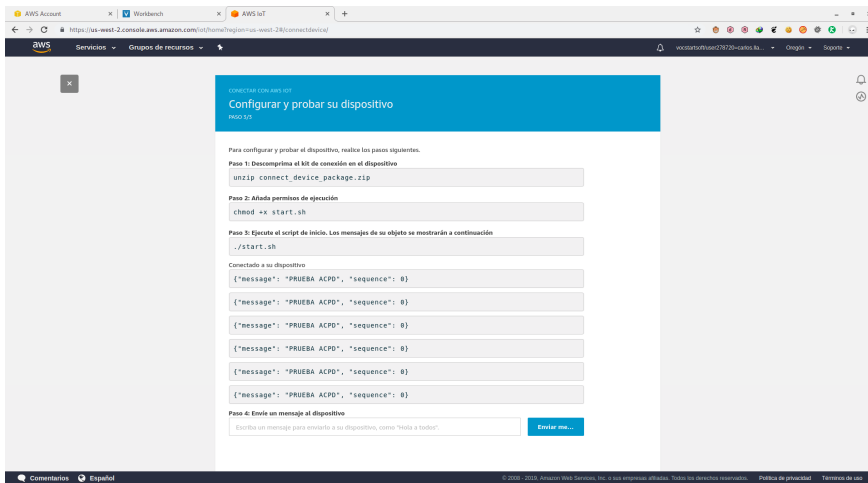 AWS Account
Workbench
AWS IoT
https://us-west-2.console.aws.amazon.com/iot/home?region=us-west-2#/connectdevice/
aws Servicios Grupos de recursos Oregón Soporte
CONECTAR CON AWS IOT
Configurar y probar su dispositivo
PASO 3/3
Para configurar y probar el dispositivo, realice los pasos siguientes.
Paso 1: Descomprima el kit de conexión en el dispositivo
unzip connect_device_package.zip
Paso 2: Añada permisos de ejecución
chmod +x start.sh
Paso 3: Ejecute el script de inicio. Los mensajes de su objeto se mostrarán a continuación
./start.sh
Conectado a su dispositivo
{"message": "PRUEBA ACPD", "sequence": 0}
{"message": "PRUEBA ACPD", "sequence": 0}
{"message": "PRUEBA ACPD", "sequence": 0}
{"message": "PRUEBA ACPD", "sequence": 0}
{"message": "PRUEBA ACPD", "sequence": 0}
{"message": "PRUEBA ACPD", "sequence": 0}
Paso 4: Envíe un mensaje al dispositivo
Escriba un mensaje para enviarlo a su dispositivo, como "Hola a todos".
Enviar me...
Comentarios Español © 2008 - 2019, Amazon Web Services, Inc. o sus empresas afiliadas. Todos los derechos reservados. Política de privacidad Términos de uso